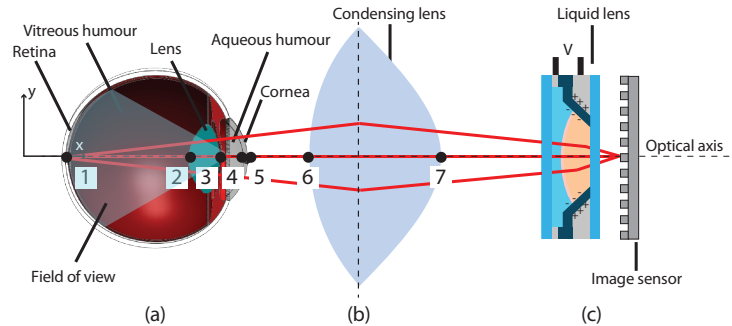 Condensing lens
Liquid lens
Vitreous humour
Retina
Lens
Aqueous humour
Cornea
V
y
x
Optical axis
1
2
3
4
5
6
7
Field of view
Image sensor
(a)
(b)
(c)